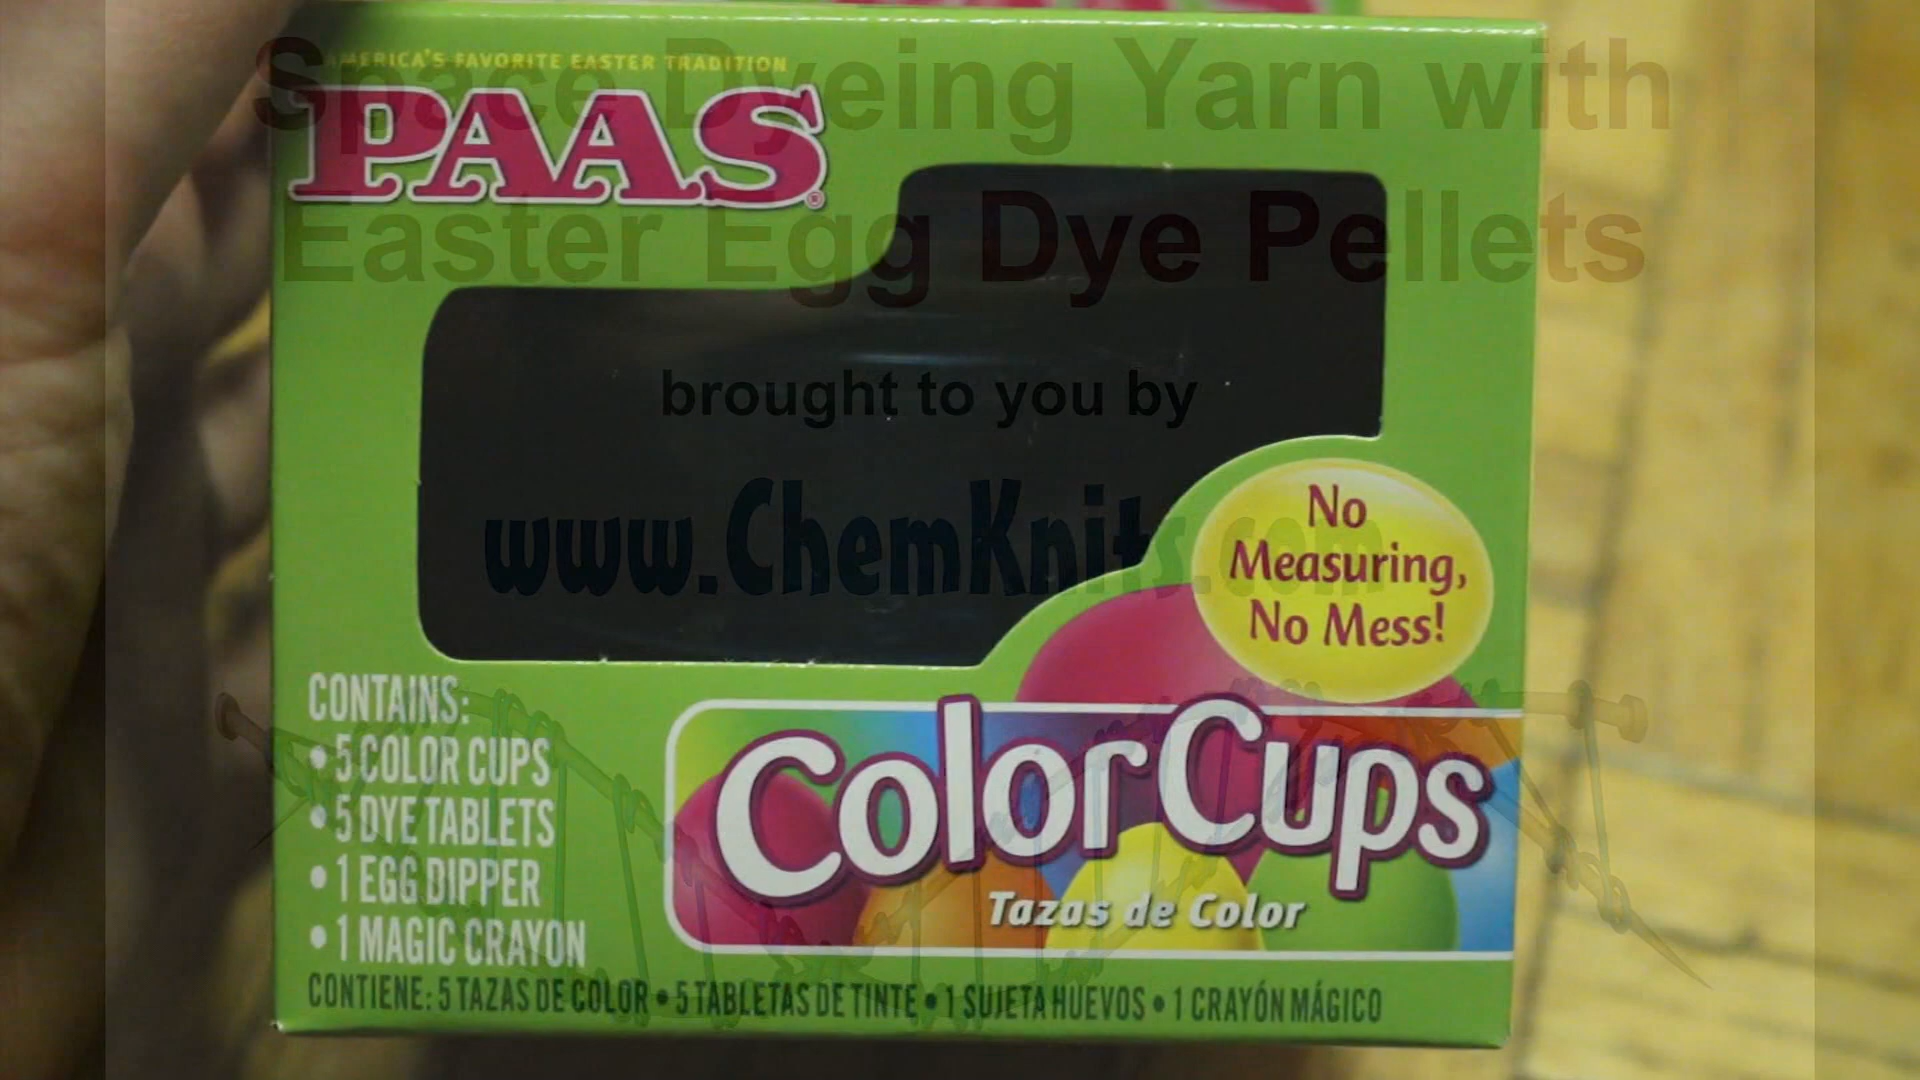 Space Dyeing Yarn with
Easter Egg Dye Pellets
brought to you by
www.ChemKnits.com
AMERICA'S FAVORITE EASTER TRADITION
PAAS®
No
Measuring,
No Mess!
CONTAINS:
• 5 COLOR CUPS
• 5 DYE TABLETS
• 1 EGG DIPPER
• 1 MAGIC CRAYON
ColorCups
Tazas de Color
CONTIENE: 5 TAZAS DE COLOR • 5 TABLETAS DE TINTE • 1 SUJETA HUEVOS • 1 CRAYÓN MÁGICO